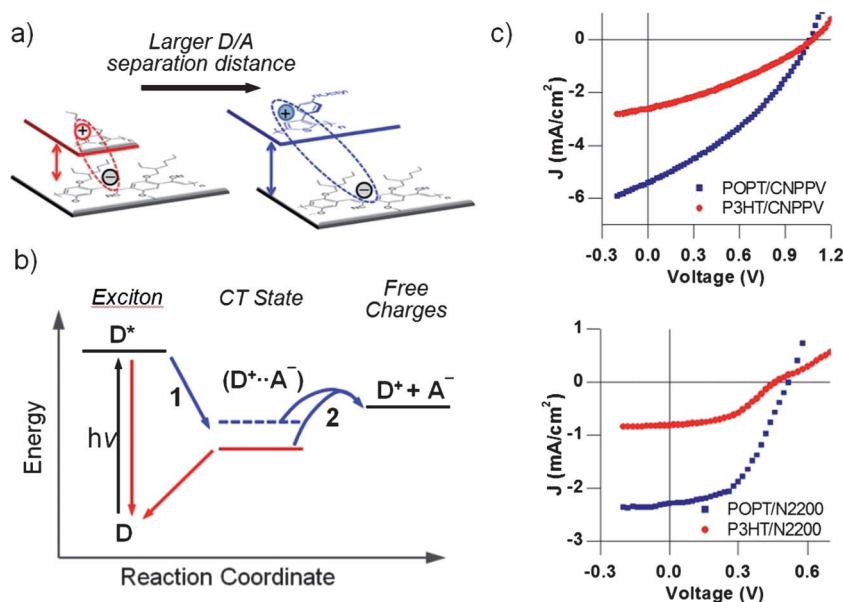 a)
Larger D/A
separation distance
b)
Exciton
CT State
Free
Charges
D*
(D⁺··A⁻)
D⁺ + A⁻
1
2
hν
D
Energy
Reaction Coordinate
c)
0
-2
-4
-6
J (mA/cm²)
POPT/CNPPV
P3HT/CNPPV
-0.3 0.0 0.3 0.6 0.9 1.2
Voltage (V)
1
0
-1
-2
-3
J (mA/cm²)
POPT/N2200
P3HT/N2200
-0.3 0.0 0.3 0.6
Voltage (V)